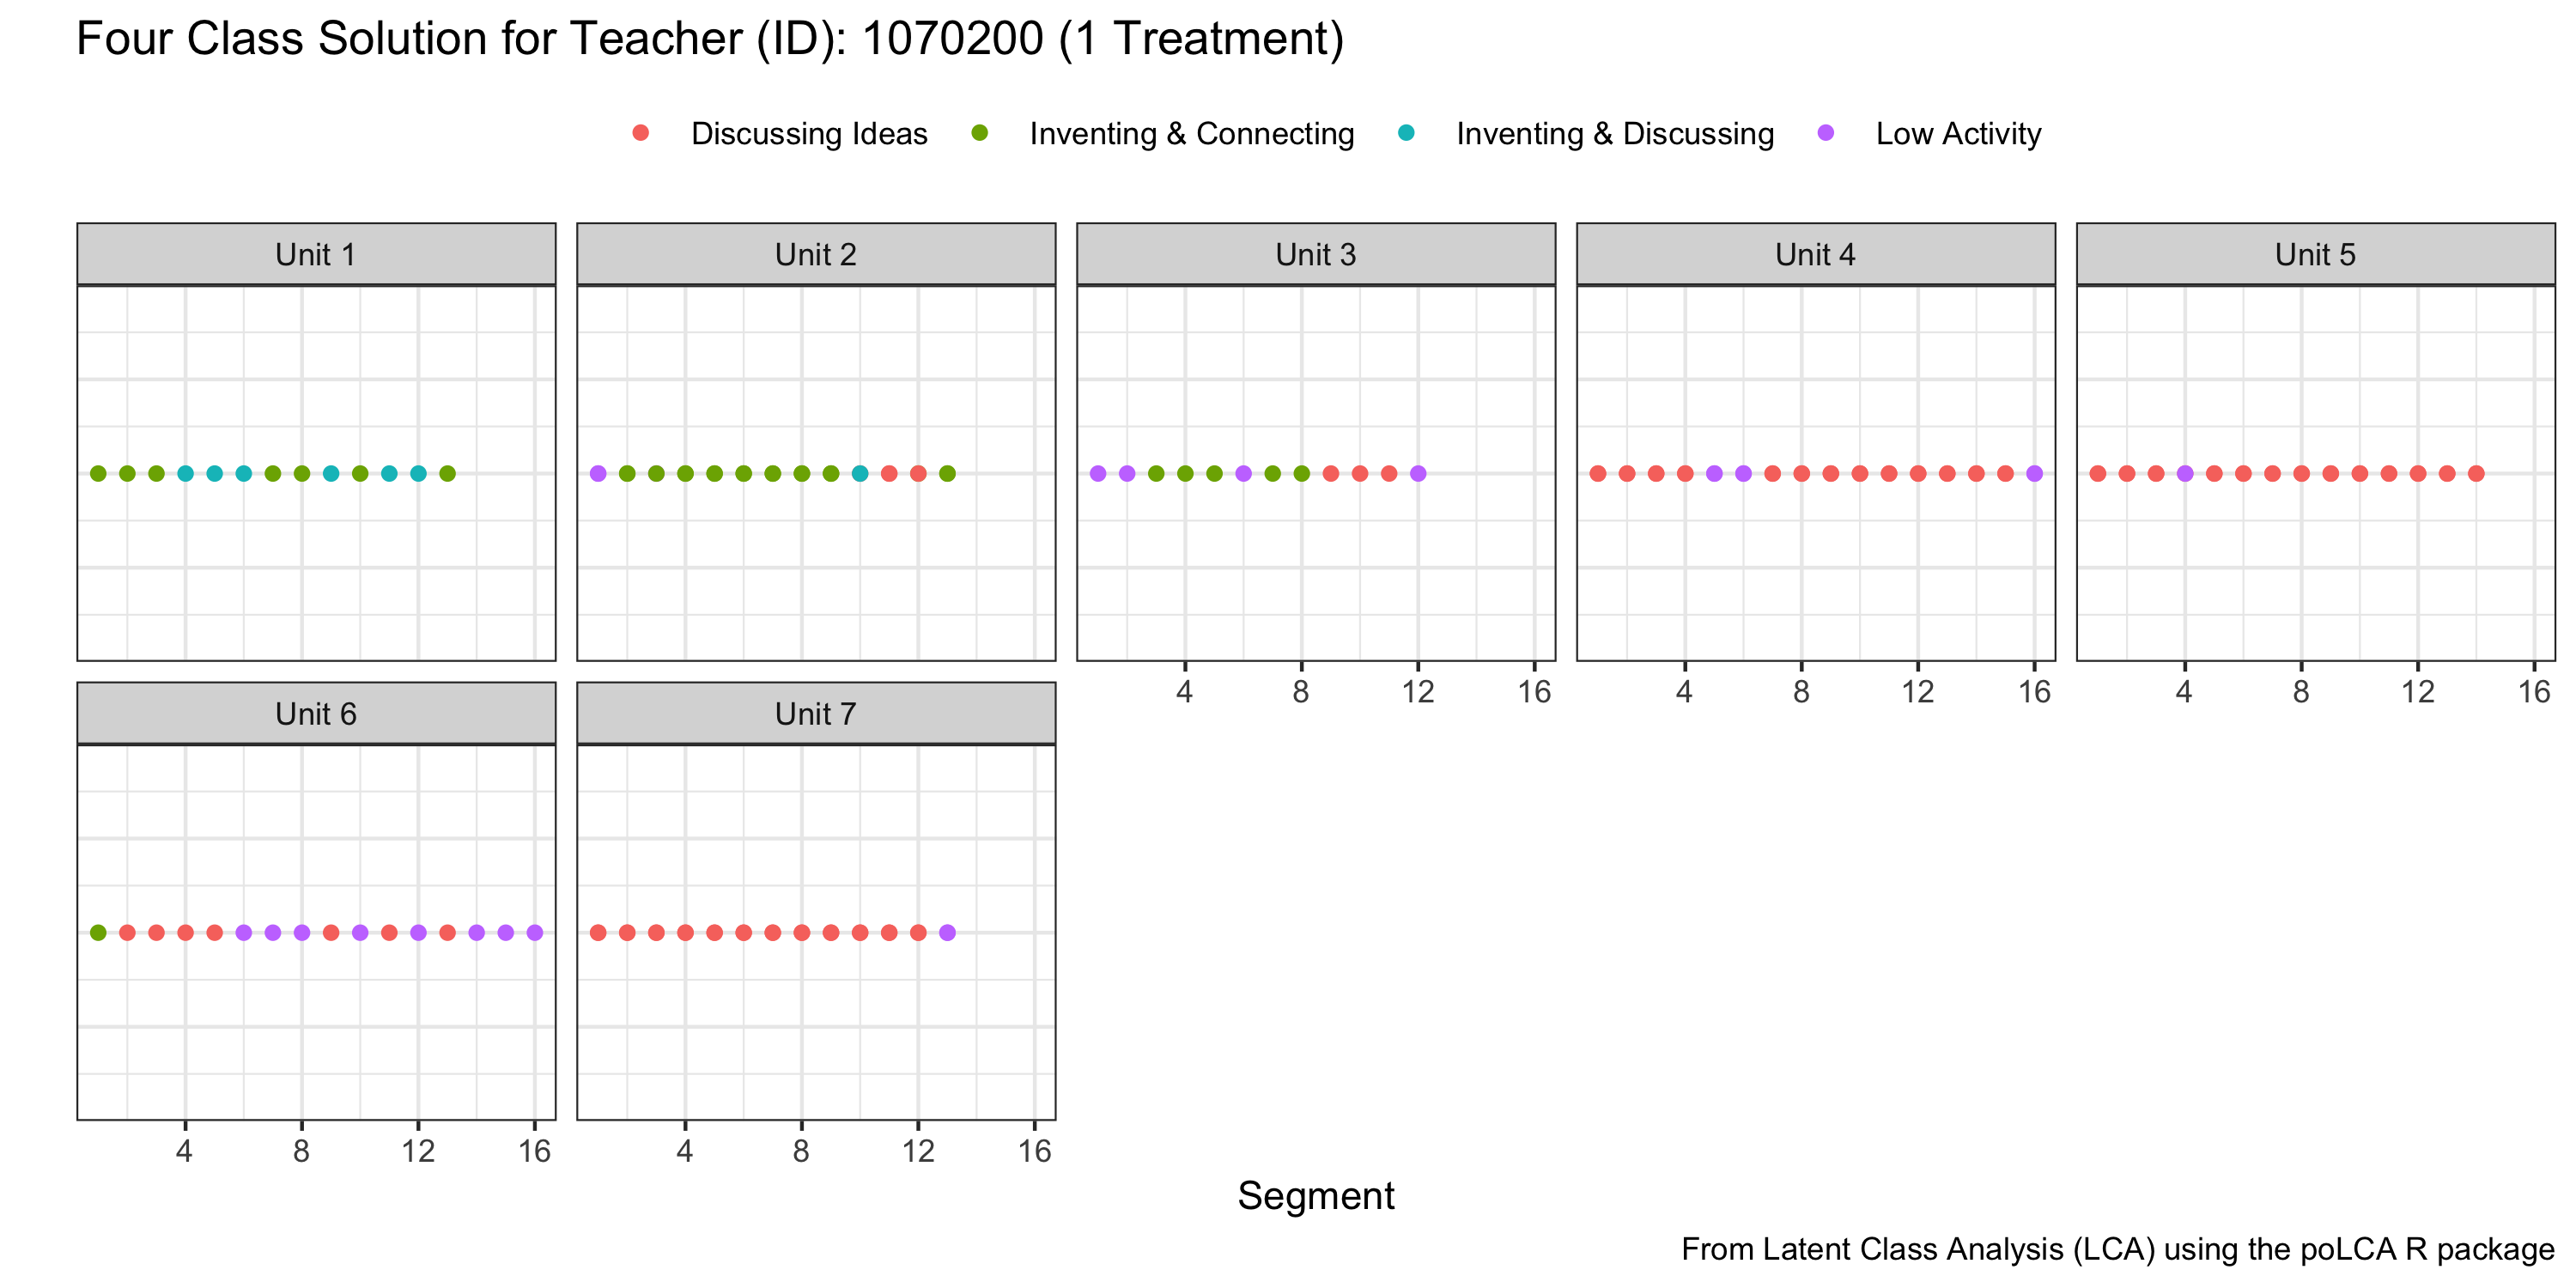 Four Class Solution for Teacher (ID): 1070200 (1 Treatment)
Discussing Ideas Inventing & Connecting Inventing & Discussing Low Activity
Unit 1 Unit 2 Unit 3 Unit 4 Unit 5
4 8 12 16 4 8 12 16 4 8 12 16
Unit 6 Unit 7
4 8 12 16 4 8 12 16
Segment
From Latent Class Analysis (LCA) using the poLCA R package